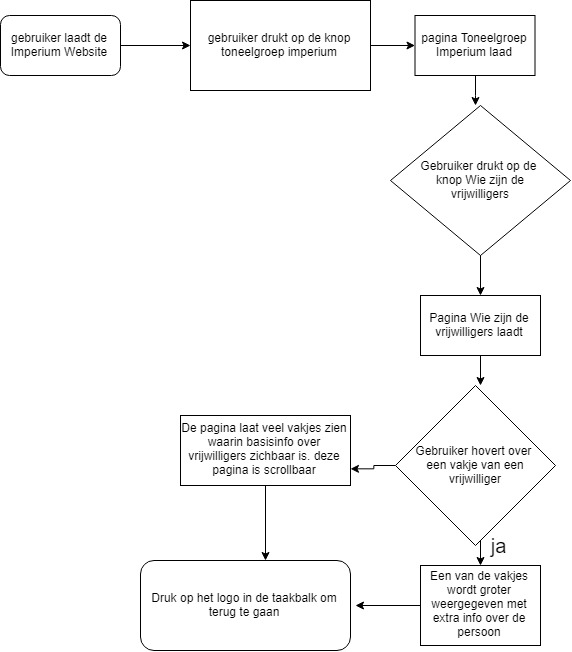 gebruiker laadt de
Imperium Website
gebruiker drukt op de knop
toneelgroep imperium
pagina Toneelgroep
Imperium laad
Gebruiker drukt op de
knop Wie zijn de
vrijwilligers
Pagina Wie zijn de
vrijwilligers laadt
Gebruiker hovert over
een vakje van een
vrijwilliger
De pagina laat veel vakjes zien
waarin basisinfo over
vrijwilligers zichbaar is. deze
pagina is scrollbaar
ja
Een van de vakjes
wordt groter
weergegeven met
extra info over de
persoon
Druk op het logo in de taakbalk om
terug te gaan